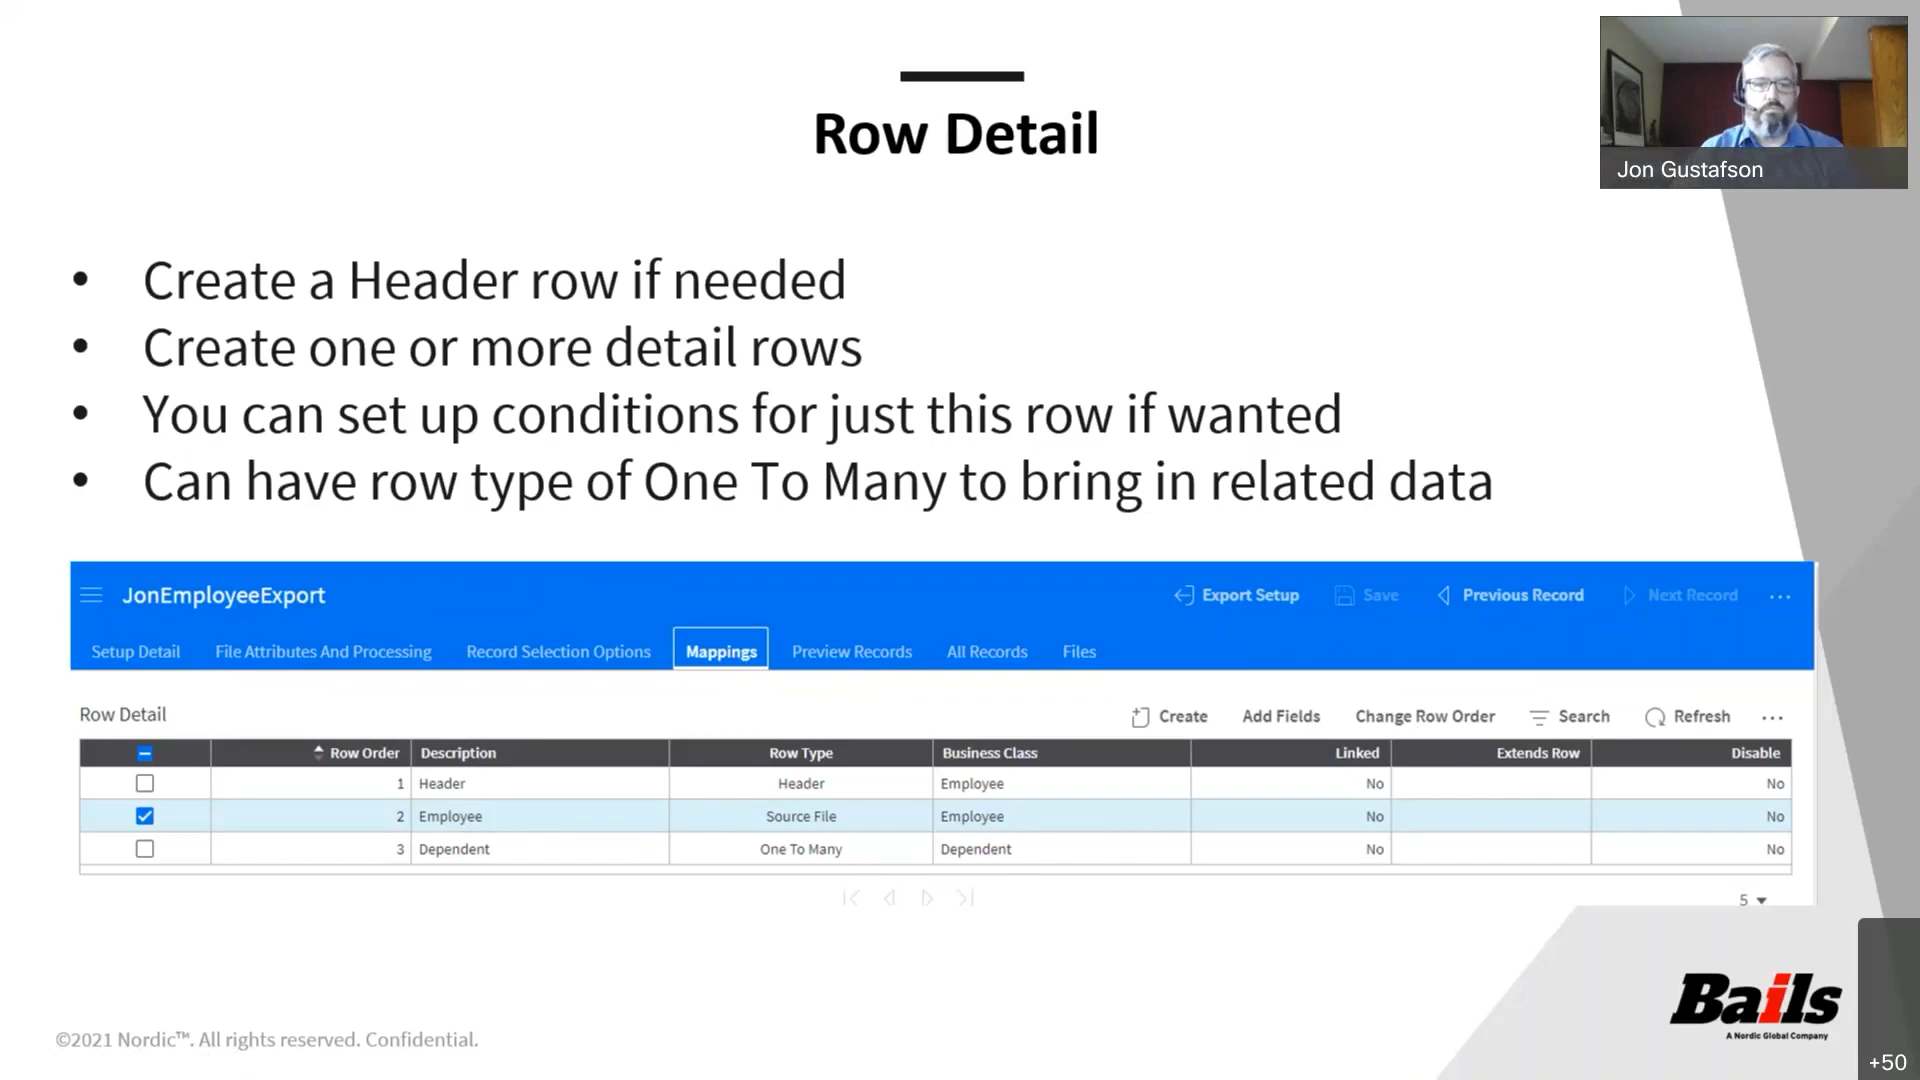 Row Detail
Jon Gustafson
• Create a Header row if needed
• Create one or more detail rows
• You can set up conditions for just this row if wanted
• Can have row type of One To Many to bring in related data
JonEmployeeExport Export Setup Save Previous Record Next Record ...
Setup Detail File Attributes And Processing Record Selection Options Mappings Preview Records All Records Files
Row Detail Create Add Fields Change Row Order Search Refresh ...
Row Order Description Row Type Business Class Linked Extends Row Disable
1 Header Header Employee No No
2 Employee Source File Employee No No
3 Dependent One To Many Dependent No No
5
Bails
A Nordic Global Company
©2021 Nordic™. All rights reserved. Confidential.
+50